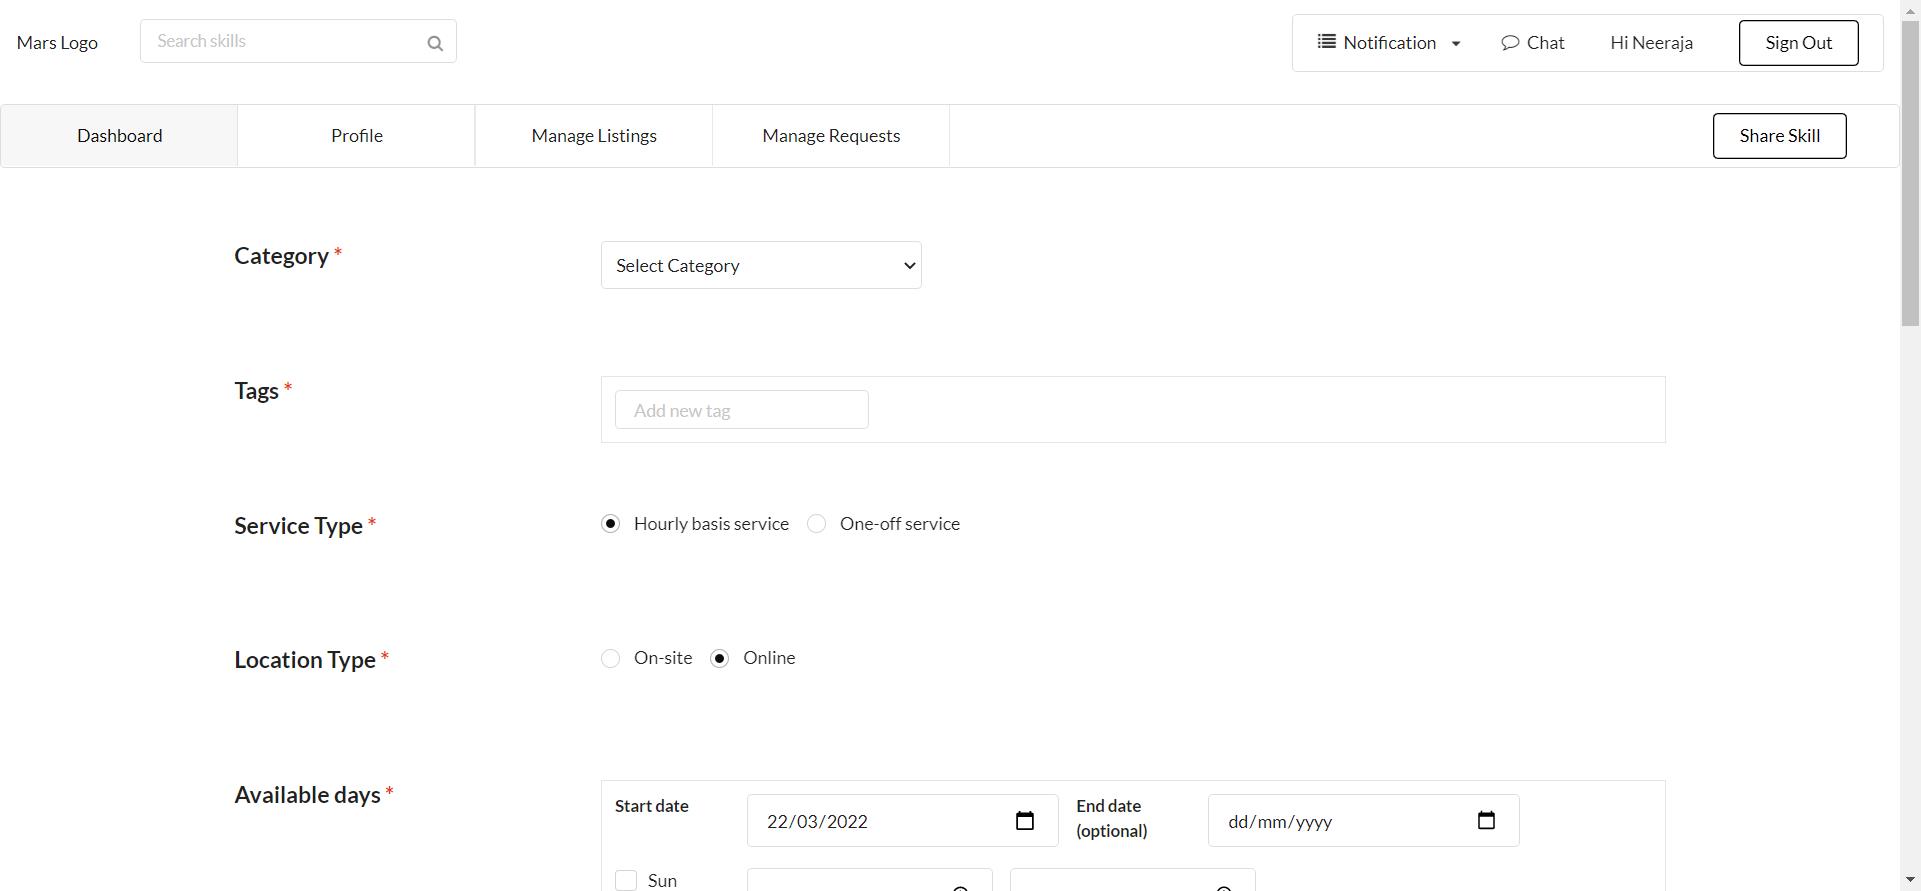 Mars Logo
Search skills
Notification
Chat
Hi Neeraja
Sign Out
Dashboard
Profile
Manage Listings
Manage Requests
Share Skill
Category *
Select Category
Tags *
Add new tag
Service Type *
Hourly basis service
One-off service
Location Type *
On-site
Online
Available days *
Start date
22/03/2022
End date
(optional)
dd/mm/yyyy
Sun